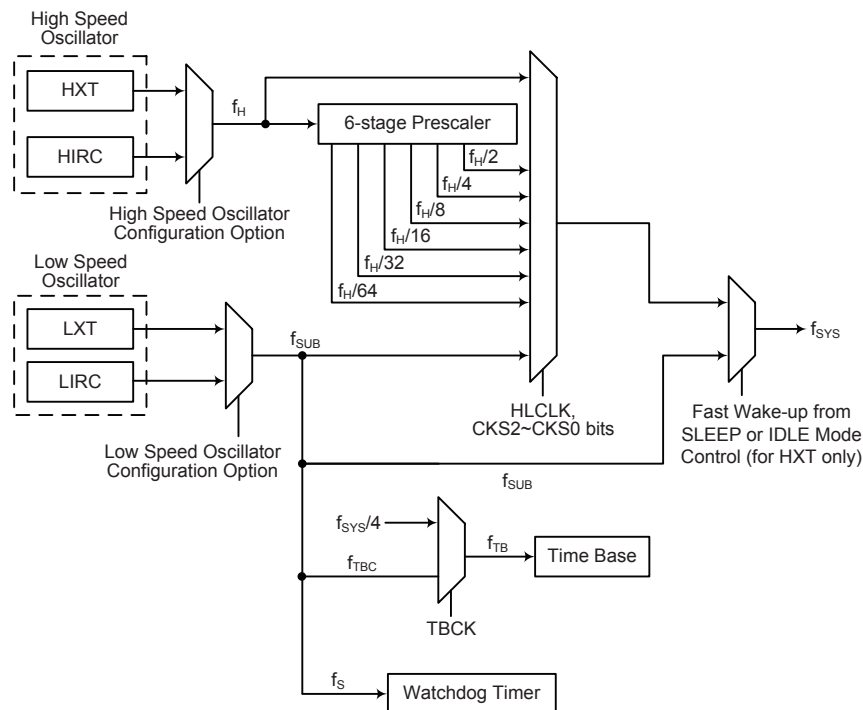 High Speed
Oscillator
HXT
HIRC
f_H
6-stage Prescaler
f_H/2
f_H/4
f_H/8
f_H/16
f_H/32
f_H/64
High Speed Oscillator
Configuration Option
Low Speed
Oscillator
LXT
LIRC
f_SUB
f_SYS
HLCLK,
CKS2~CKS0 bits
Fast Wake-up from
SLEEP or IDLE Mode
Control (for HXT only)
Low Speed Oscillator
Configuration Option
f_SUB
f_SYS/4
f_TBC
f_TB
Time Base
TBCK
f_S
Watchdog Timer